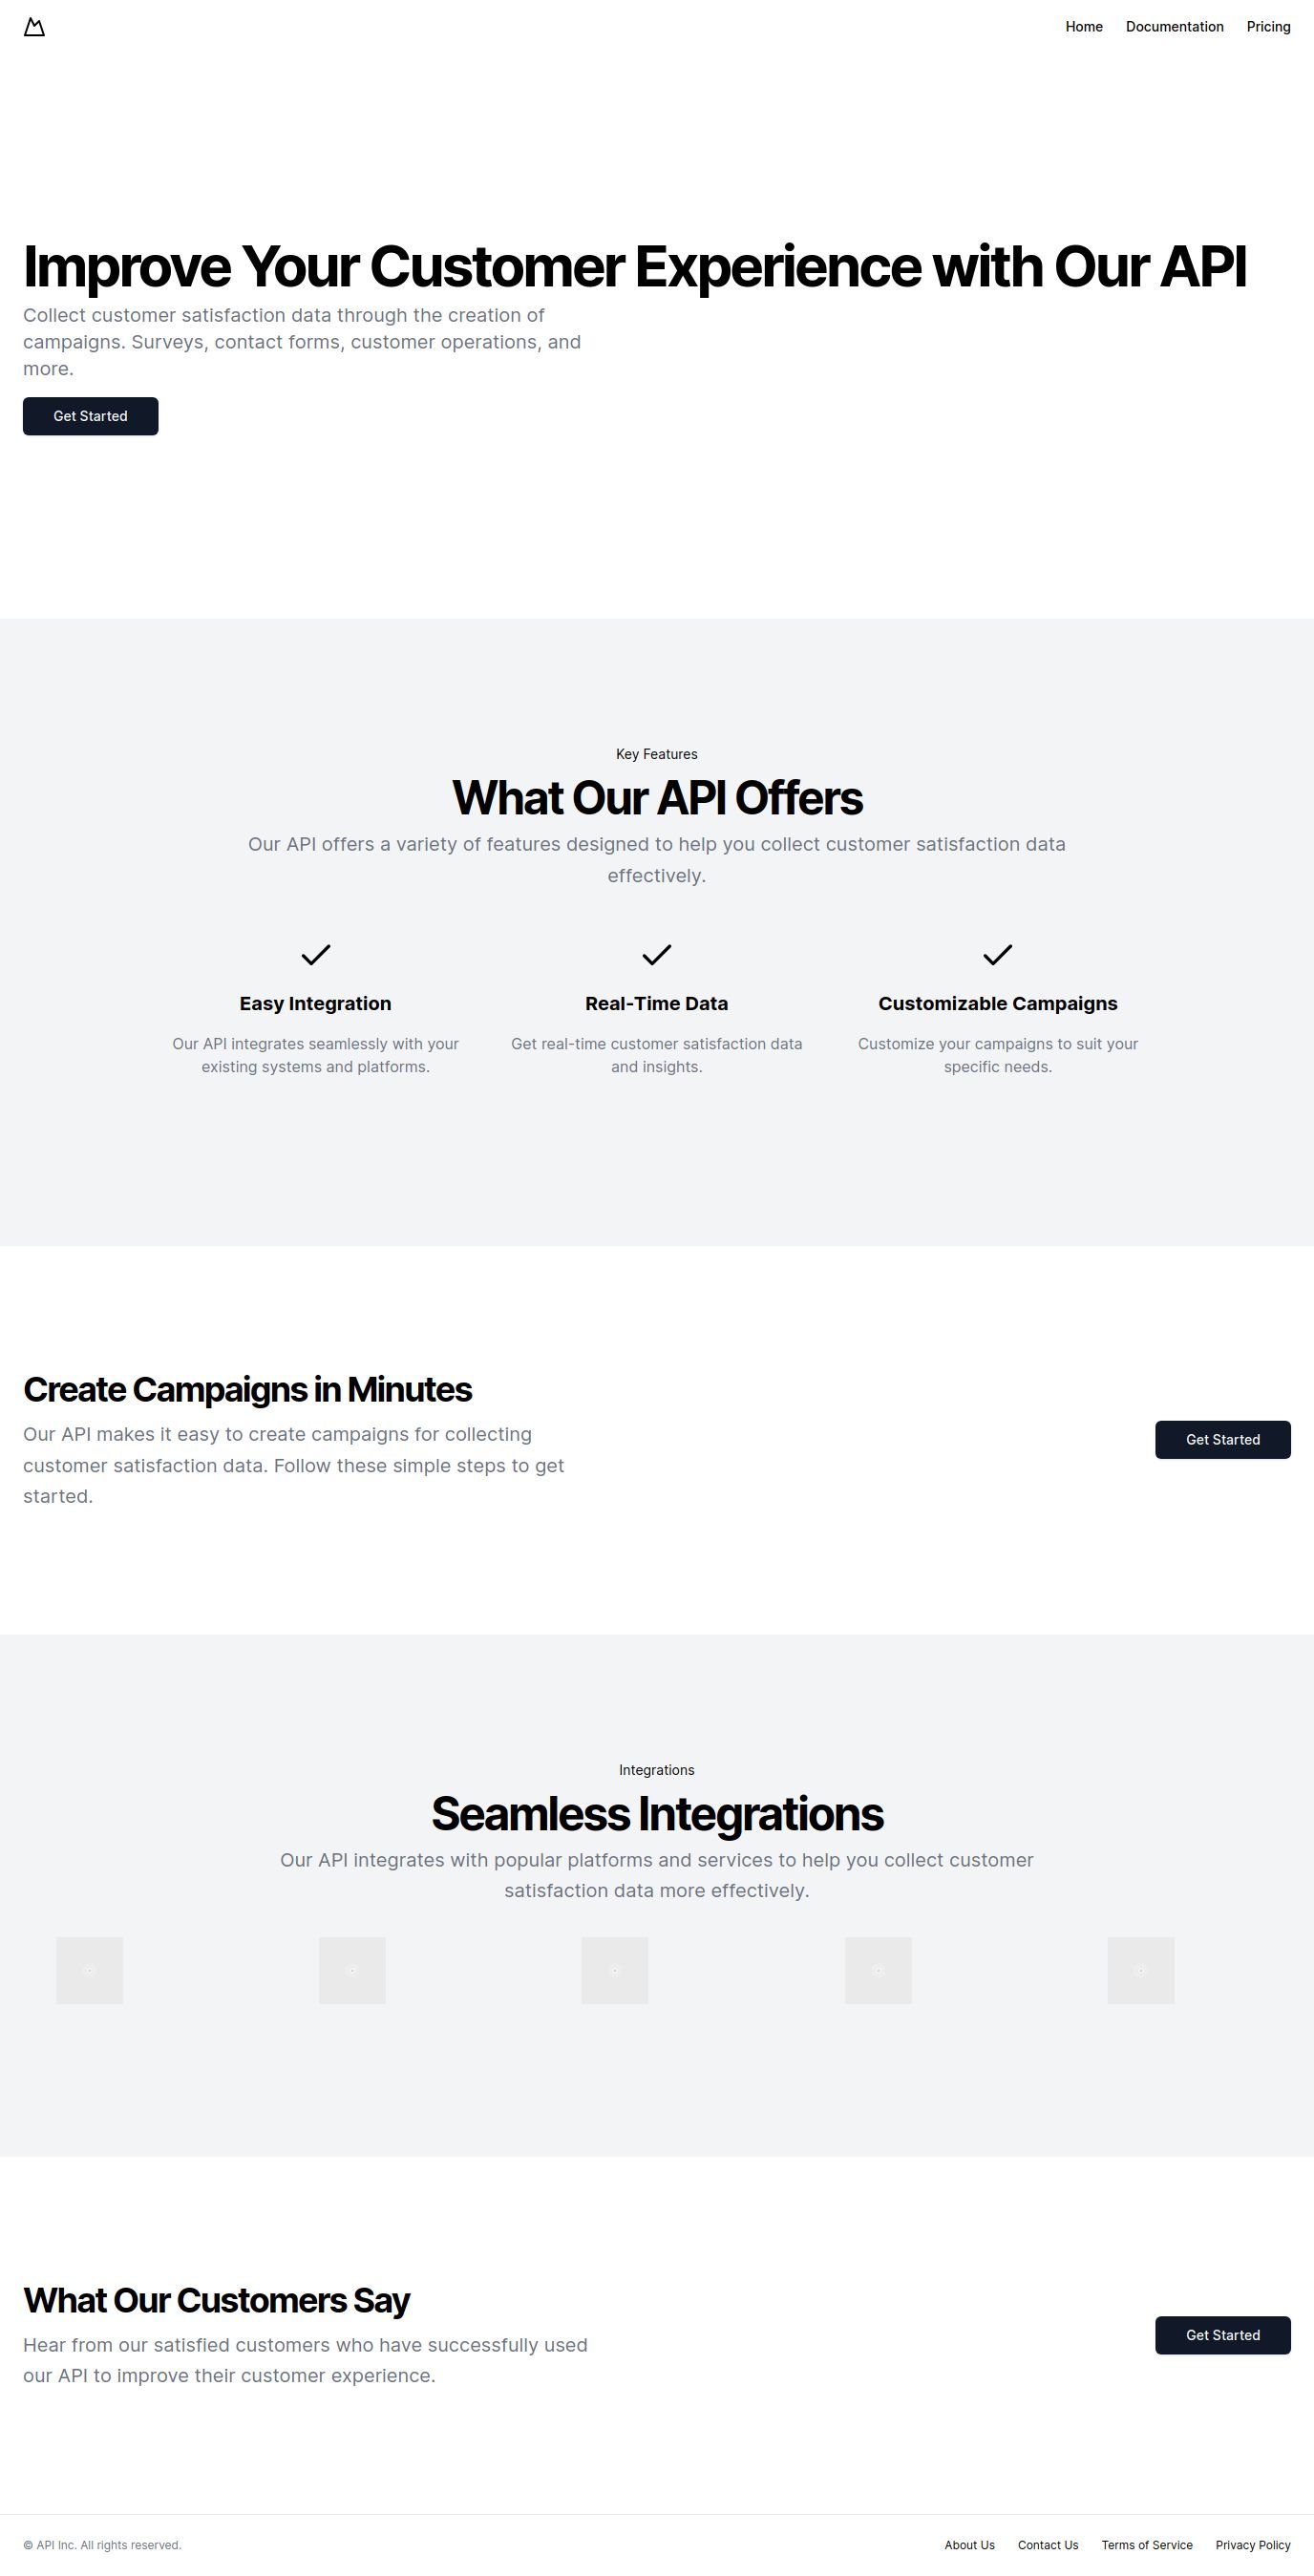 Home Documentation Pricing
Improve Your Customer Experience with Our API
Collect customer satisfaction data through the creation of
campaigns. Surveys, contact forms, customer operations, and
more.
Get Started
Key Features
What Our API Offers
Our API offers a variety of features designed to help you collect customer satisfaction data
effectively.
Easy Integration
Our API integrates seamlessly with your
existing systems and platforms.
Real-Time Data
Get real-time customer satisfaction data
and insights.
Customizable Campaigns
Customize your campaigns to suit your
specific needs.
Create Campaigns in Minutes
Our API makes it easy to create campaigns for collecting
customer satisfaction data. Follow these simple steps to get
started.
Get Started
Integrations
Seamless Integrations
Our API integrates with popular platforms and services to help you collect customer
satisfaction data more effectively.
What Our Customers Say
Hear from our satisfied customers who have successfully used
our API to improve their customer experience.
Get Started
© API Inc. All rights reserved.
About Us Contact Us Terms of Service Privacy Policy